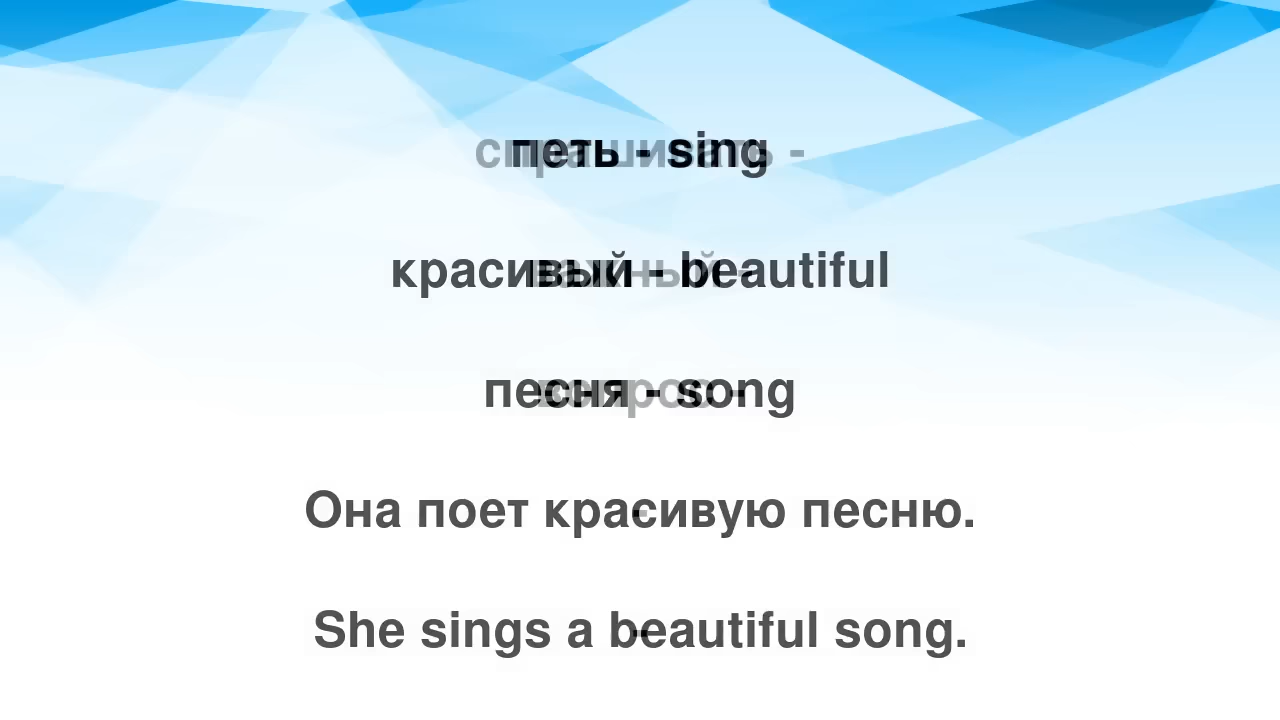 петь - sing
красивый - beautiful
песня - song
Она поет красивую песню.
She sings a beautiful song.